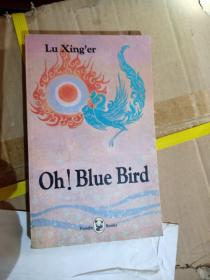 Lu Xing'er
Oh! Blue Bird
Panda Books